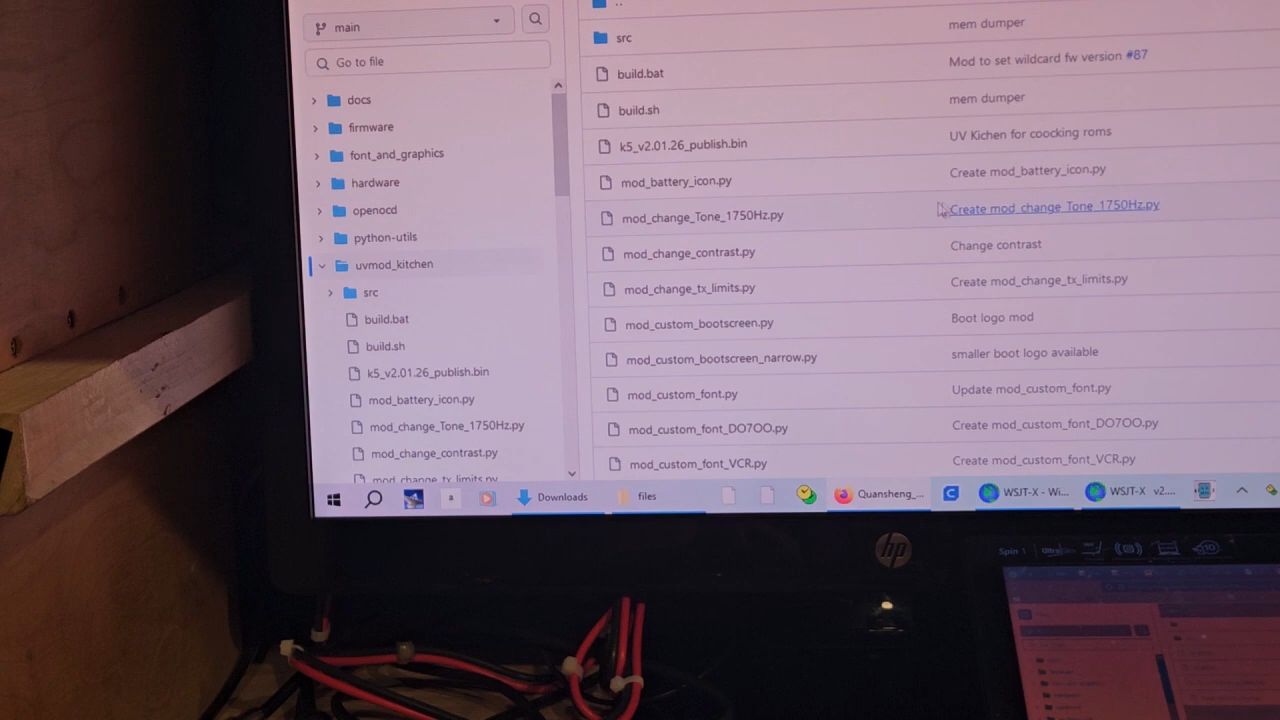 main
Go to file
docs
firmware
font_and_graphics
hardware
openocd
python-utils
uvmod_kitchen
src
build.bat
build.sh
k5_v2.01.26_publish.bin
mod_battery_icon.py
mod_change_Tone_1750Hz.py
mod_change_contrast.py
mod_change_tx_limits.py
..
src mem dumper
build.bat Mod to set wildcard fw version #87
build.sh mem dumper
k5_v2.01.26_publish.bin UV Kichen for coocking roms
mod_battery_icon.py Create mod_battery_icon.py
mod_change_Tone_1750Hz.py Create mod_change_Tone_1750Hz.py
mod_change_contrast.py Change contrast
mod_change_tx_limits.py Create mod_change_tx_limits.py
mod_custom_bootscreen.py Boot logo mod
mod_custom_bootscreen_narrow.py smaller boot logo available
mod_custom_font.py Update mod_custom_font.py
mod_custom_font_DO7OO.py Create mod_custom_font_DO7OO.py
mod_custom_font_VCR.py Create mod_custom_font_VCR.py
a Downloads files Quansheng_... C WSJT-X - Wi... WSJT-X v2....
hp
Spin 1